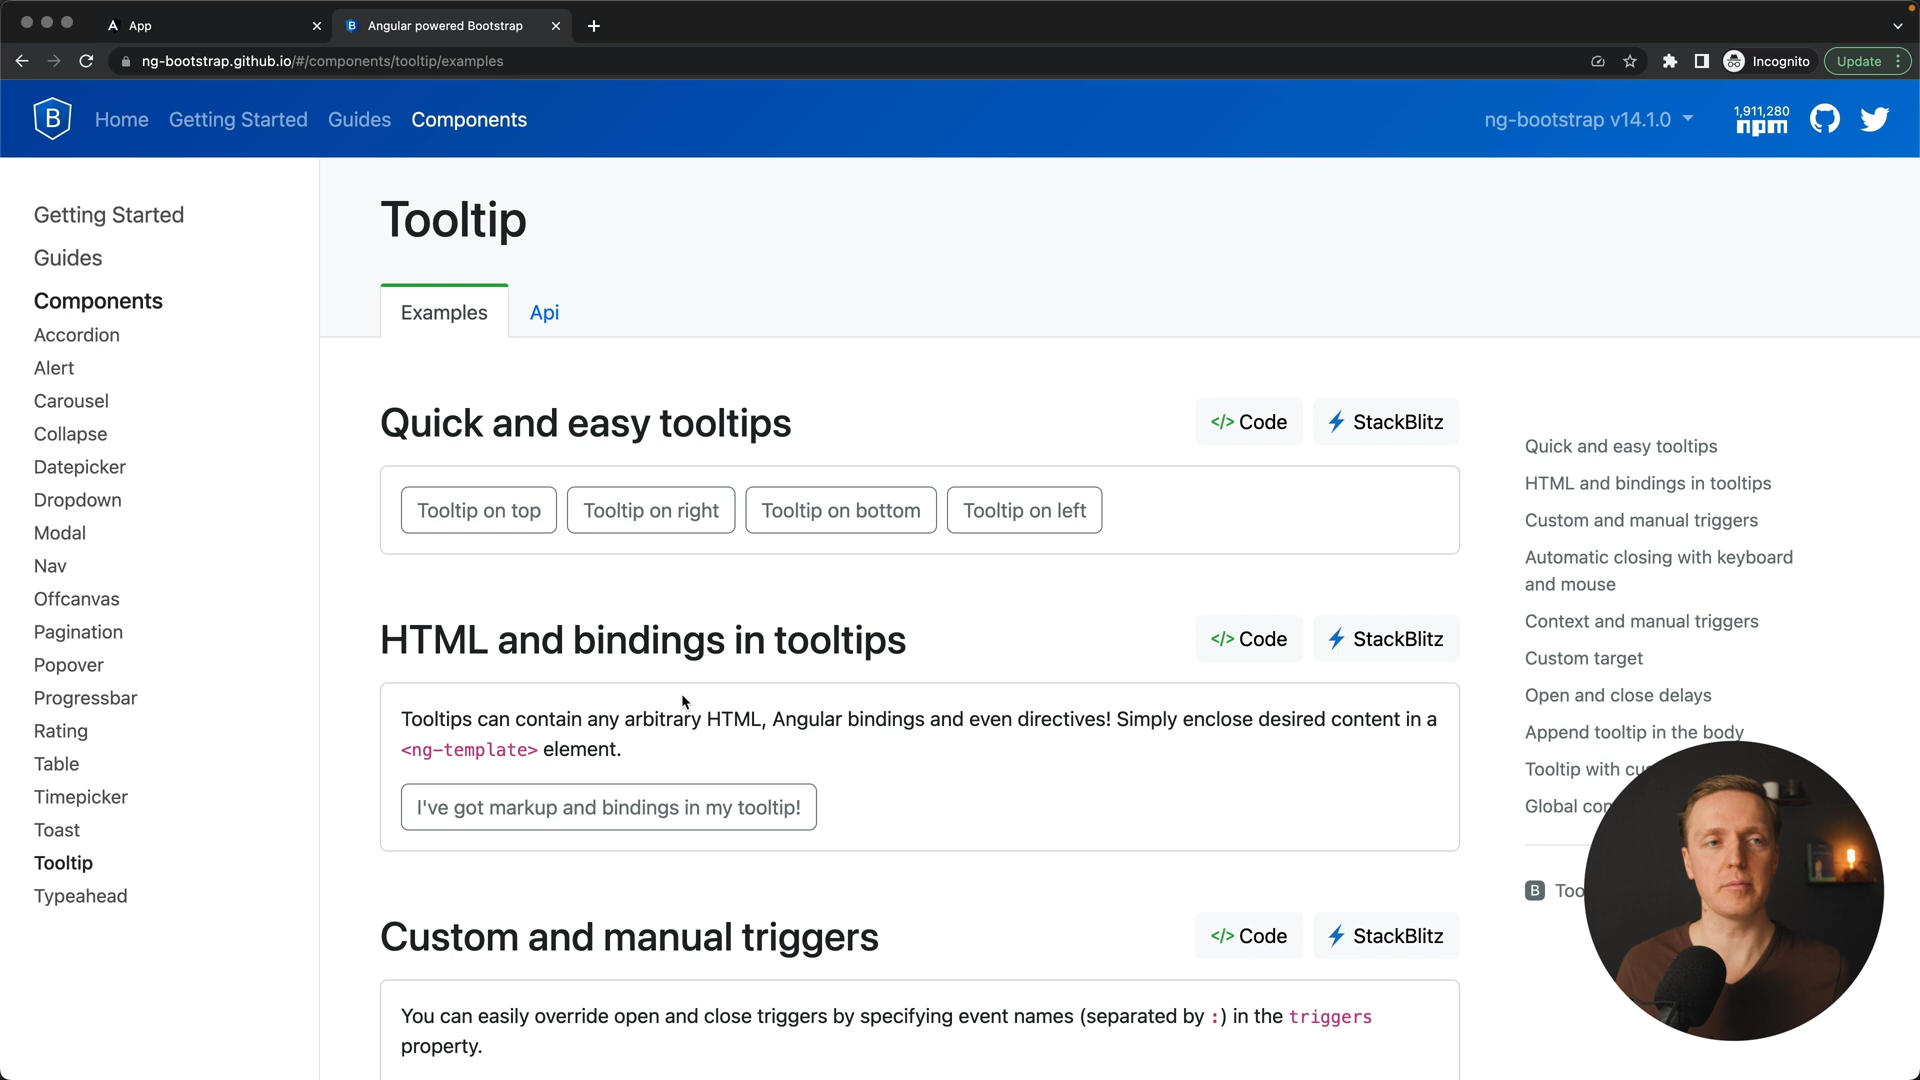 App
Angular powered Bootstrap
ng-bootstrap.github.io/#/components/tooltip/examples
Incognito
Update
B
Home
Getting Started
Guides
Components
ng-bootstrap v14.1.0
1,911,280
npm
Getting Started
Guides
Components
Accordion
Alert
Carousel
Collapse
Datepicker
Dropdown
Modal
Nav
Offcanvas
Pagination
Popover
Progressbar
Rating
Table
Timepicker
Toast
Tooltip
Typeahead
Tooltip
Examples
Api
Quick and easy tooltips
</> Code
StackBlitz
Tooltip on top
Tooltip on right
Tooltip on bottom
Tooltip on left
HTML and bindings in tooltips
</> Code
StackBlitz
Tooltips can contain any arbitrary HTML, Angular bindings and even directives! Simply enclose desired content in a
<ng-template> element.
I've got markup and bindings in my tooltip!
Custom and manual triggers
</> Code
StackBlitz
You can easily override open and close triggers by specifying event names (separated by :) in the triggers
property.
Quick and easy tooltips
HTML and bindings in tooltips
Custom and manual triggers
Automatic closing with keyboard
and mouse
Context and manual triggers
Custom target
Open and close delays
Append tooltip in the body
Tooltip with
Global
B